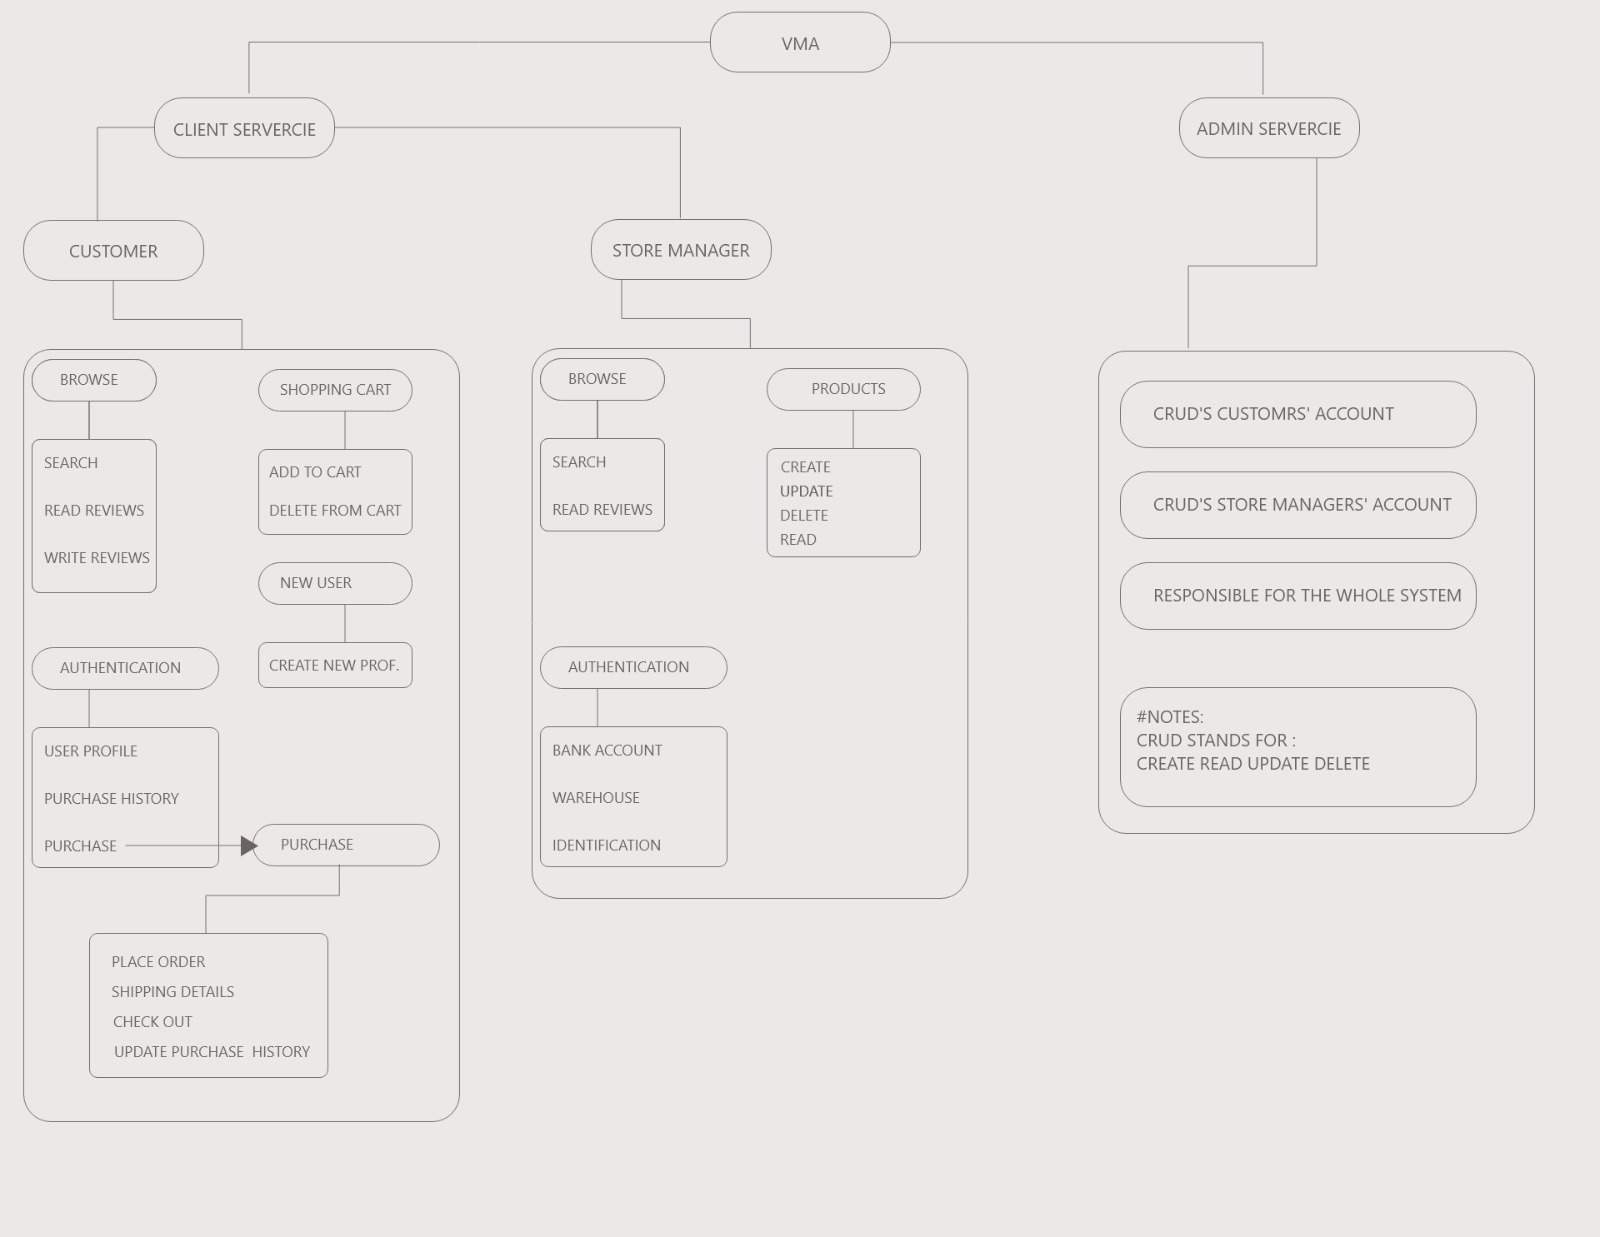 VMA
CLIENT SERVERCIE
ADMIN SERVERCIE
CUSTOMER
STORE MANAGER
BROWSE
SEARCH
READ REVIEWS
WRITE REVIEWS
SHOPPING CART
ADD TO CART
DELETE FROM CART
NEW USER
CREATE NEW PROF.
AUTHENTICATION
USER PROFILE
PURCHASE HISTORY
PURCHASE
PURCHASE
PLACE ORDER
SHIPPING DETAILS
CHECK OUT
UPDATE PURCHASE HISTORY
BROWSE
SEARCH
READ REVIEWS
PRODUCTS
CREATE
UPDATE
DELETE
READ
AUTHENTICATION
BANK ACCOUNT
WAREHOUSE
IDENTIFICATION
CRUD'S CUSTOMRS' ACCOUNT
CRUD'S STORE MANAGERS' ACCOUNT
RESPONSIBLE FOR THE WHOLE SYSTEM
#NOTES:
CRUD STANDS FOR :
CREATE READ UPDATE DELETE